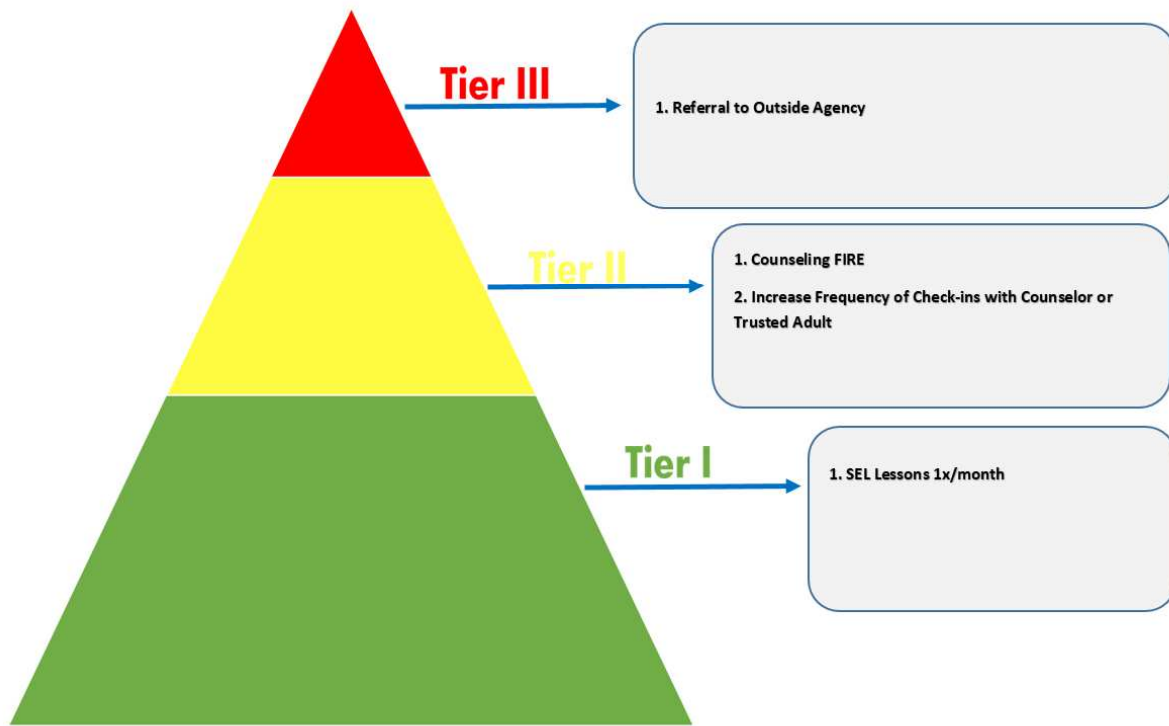 Tier III
1. Referral to Outside Agency
Tier II
1. Counseling FIRE
2. Increase Frequency of Check-ins with Counselor or
Trusted Adult
Tier I
1. SEL Lessons 1x/month